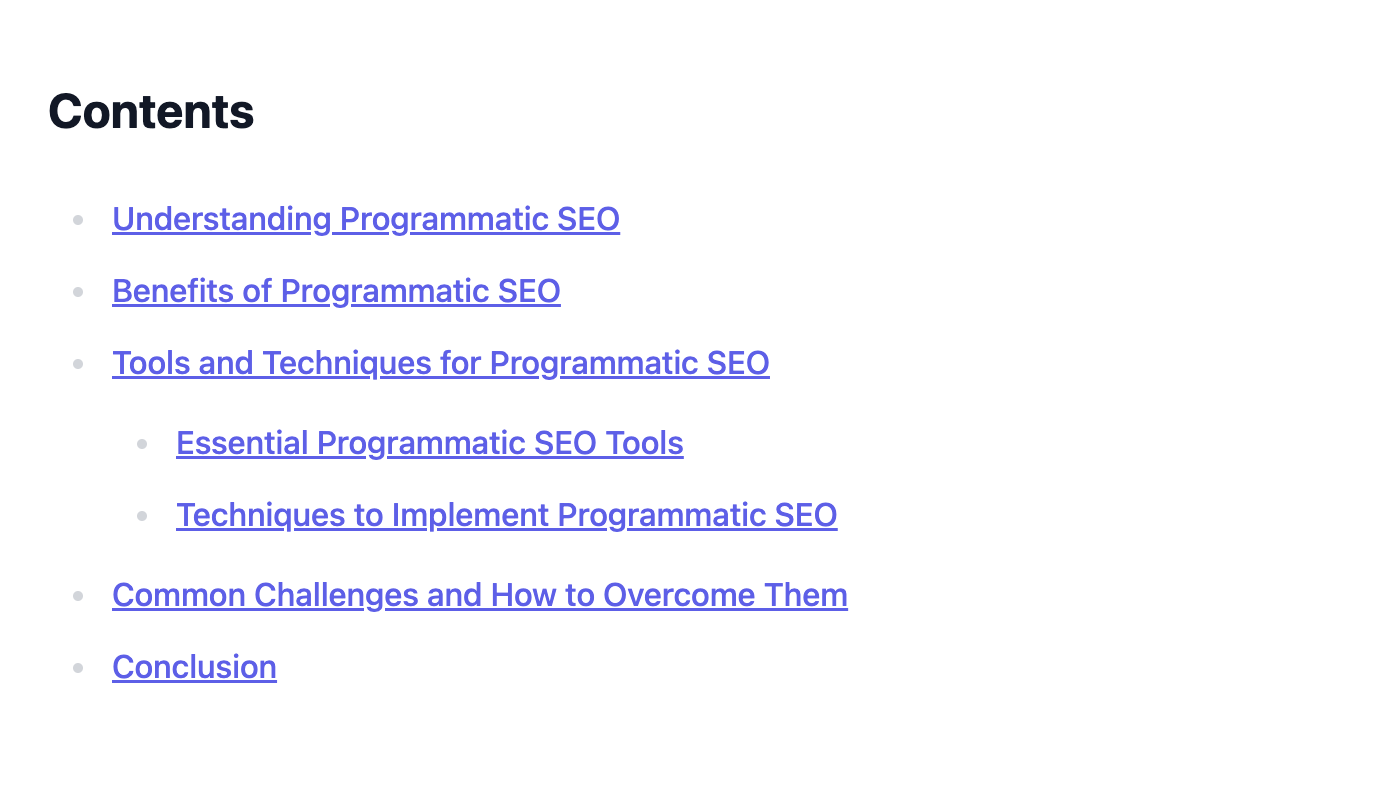 Contents
Understanding Programmatic SEO
Benefits of Programmatic SEO
Tools and Techniques for Programmatic SEO
Essential Programmatic SEO Tools
Techniques to Implement Programmatic SEO
Common Challenges and How to Overcome Them
Conclusion